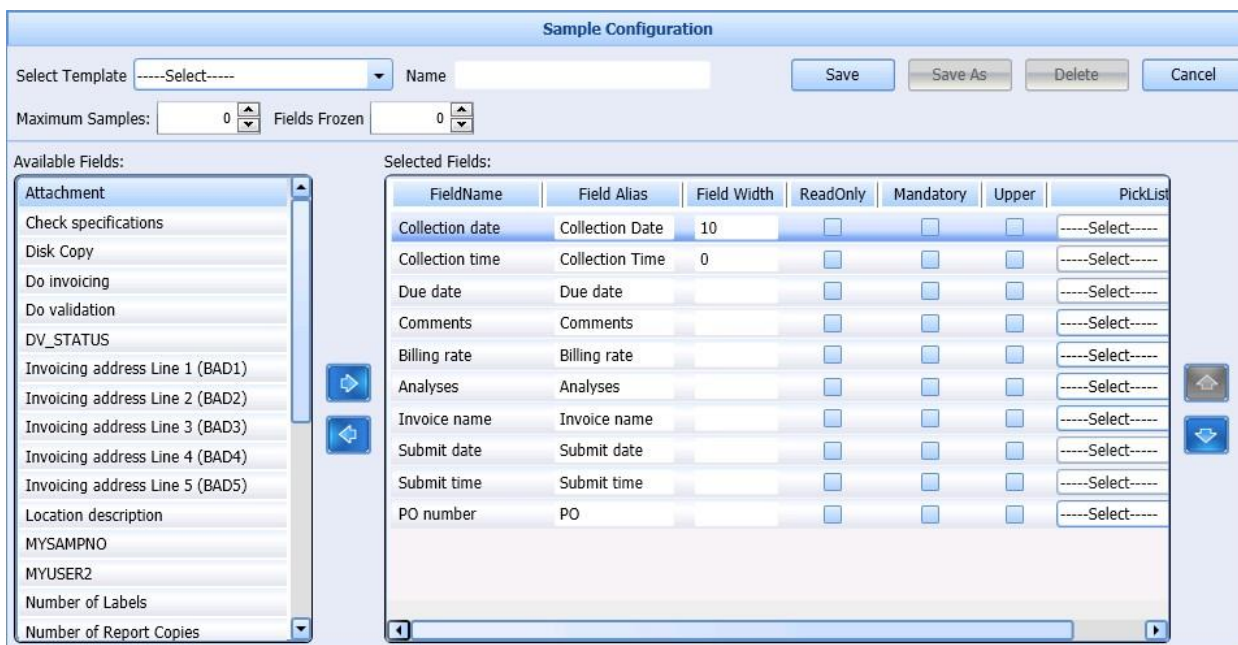 Sample Configuration
Select Template -----Select----- Name Save Save As Delete Cancel
Maximum Samples: 0 Fields Frozen 0
Available Fields:
Attachment
Check specifications
Disk Copy
Do invoicing
Do validation
DV_STATUS
Invoicing address Line 1 (BAD1)
Invoicing address Line 2 (BAD2)
Invoicing address Line 3 (BAD3)
Invoicing address Line 4 (BAD4)
Invoicing address Line 5 (BAD5)
Location description
MYSAMPNO
MYUSER2
Number of Labels
Number of Report Copies
Selected Fields:
FieldName Field Alias Field Width ReadOnly Mandatory Upper PickList
Collection date Collection Date 10 -----Select-----
Collection time Collection Time 0 -----Select-----
Due date Due date -----Select-----
Comments Comments -----Select-----
Billing rate Billing rate -----Select-----
Analyses Analyses -----Select-----
Invoice name Invoice name -----Select-----
Submit date Submit date -----Select-----
Submit time Submit time -----Select-----
PO number PO -----Select-----